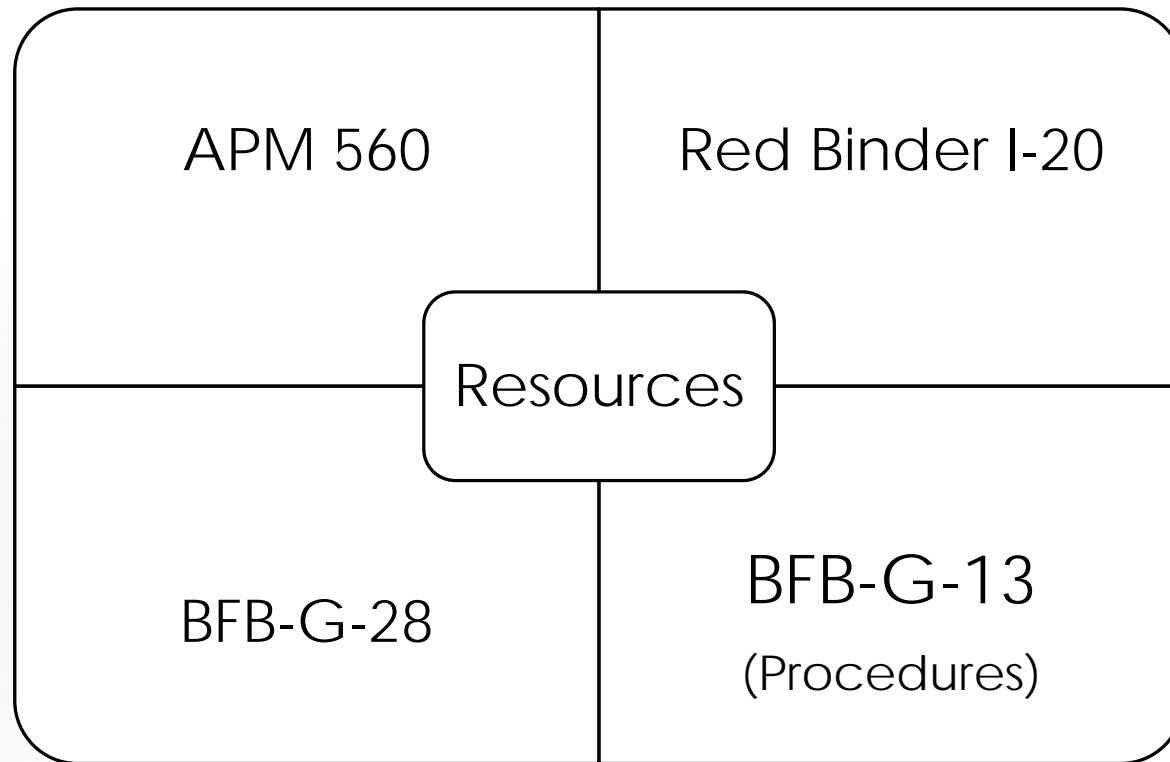 APM 560
Red Binder I-20
Resources
BFB-G-28
BFB-G-13
(Procedures)